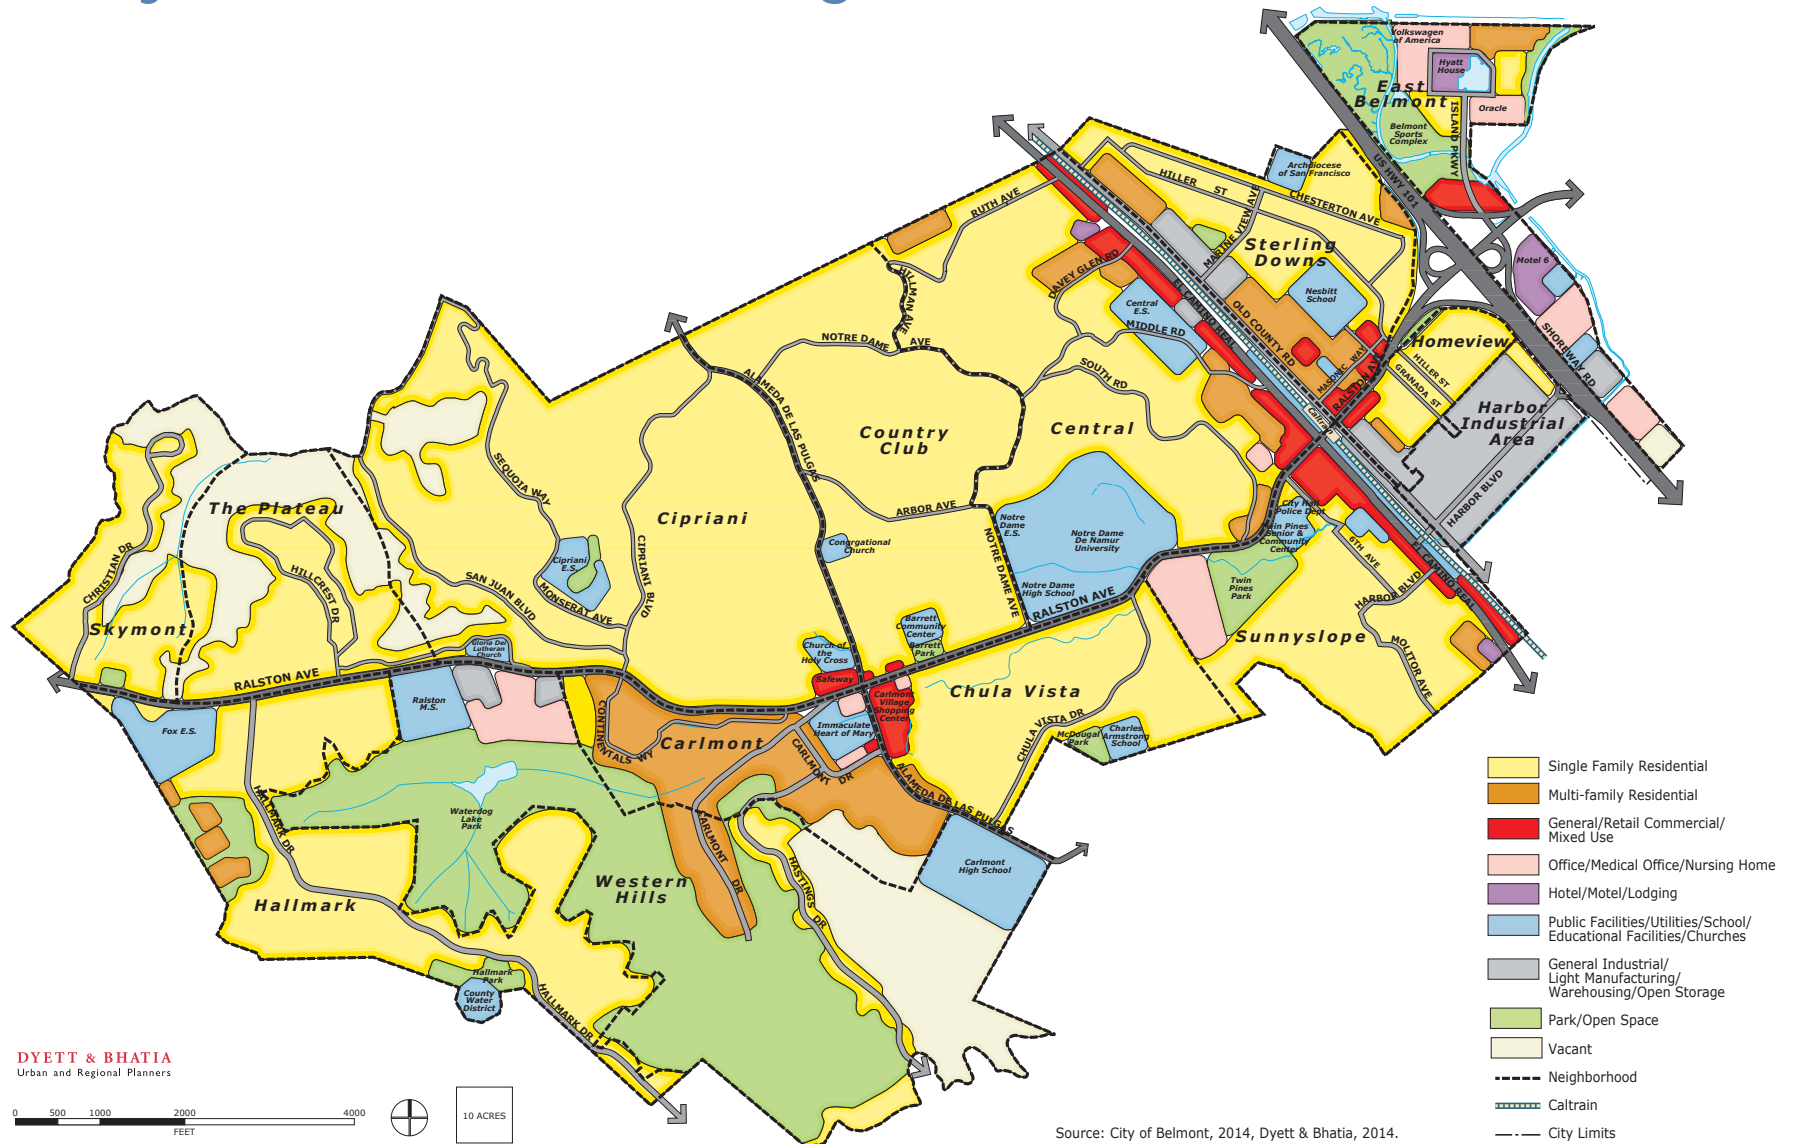 Volkswagen
of America
Hyatt
House
East
Belmont
Oracle
ISLAND PKWY
Belmont
Sports
Complex
US HWY 101
Archdiocese
of San Francisco
HILLER ST
CHESTERTON AVE
MARINE VIEW AVE
RUTH AVE
Sterling
Downs
DAVEY GLEN RD
HILLMAN AVE
Motel 6
Nesbitt
School
Central
E.S.
EL CAMINO REAL
OLD COUNTY RD
MIDDLE RD
NOTRE DAME AVE
SHOREWAY RD
Homeview
MASONIC WAY
HILLER ST
GRANADA ST
RALSTON AVE
SOUTH RD
ALAMEDA DE LAS PULGAS
Caltrain
Harbor
Industrial
Area
Country
Club
Central
SEQUOIA WAY
HARBOR BLVD
The Plateau
Cipriani
ARBOR AVE
City Hall
Police Dept
Notre
Dame
E.S.
Notre Dame
De Namur
University
Twin Pines
Senior &
Community
Center
Congrgational
Church
6TH AVE
EL CAMINO REAL
CHRISTIAN DR
HILLCREST DR
Cipriani
E.S.
CIPRIANI BLVD
NOTRE DAME AVE
Notre Dame
High School
Twin
Pines
Park
HARBOR BLVD
SAN JUAN BLVD
MONSERAT AVE
RALSTON AVE
Skymont
Barrett
Community
Center
Barrett
Park
Sunnyslope
MOLITOR AVE
Gloria Dei
Lutheran
Church
Church of
the
Holy Cross
RALSTON AVE
Safeway
Chula Vista
Ralston
M.S.
Carlmont
Village
Shopping
Center
Fox E.S.
CONTINENTALS WY
Carlmont
Immaculate
Heart of Mary
CHULA VISTA DR
McDougal
Park
Charles
Armstrong
School
CARLMONT DR
ALAMEDA DE LAS PULGAS
HALLMARK DR
Waterdog
Lake
Park
CARLMONT DR
HASTINGS DR
Carlmont
High School
Western
Hills
Hallmark
Hallmark
Park
County
Water
District
HALLMARK DR
Single Family Residential
Multi-family Residential
General/Retail Commercial/
Mixed Use
Office/Medical Office/Nursing Home
Hotel/Motel/Lodging
Public Facilities/Utilities/School/
Educational Facilities/Churches
General Industrial/
Light Manufacturing/
Warehousing/Open Storage
Park/Open Space
Vacant
Neighborhood
Caltrain
City Limits
DYETT & BHATIA
Urban and Regional Planners
0 500 1000 2000 4000
FEET
10 ACRES
Source: City of Belmont, 2014, Dyett & Bhatia, 2014.